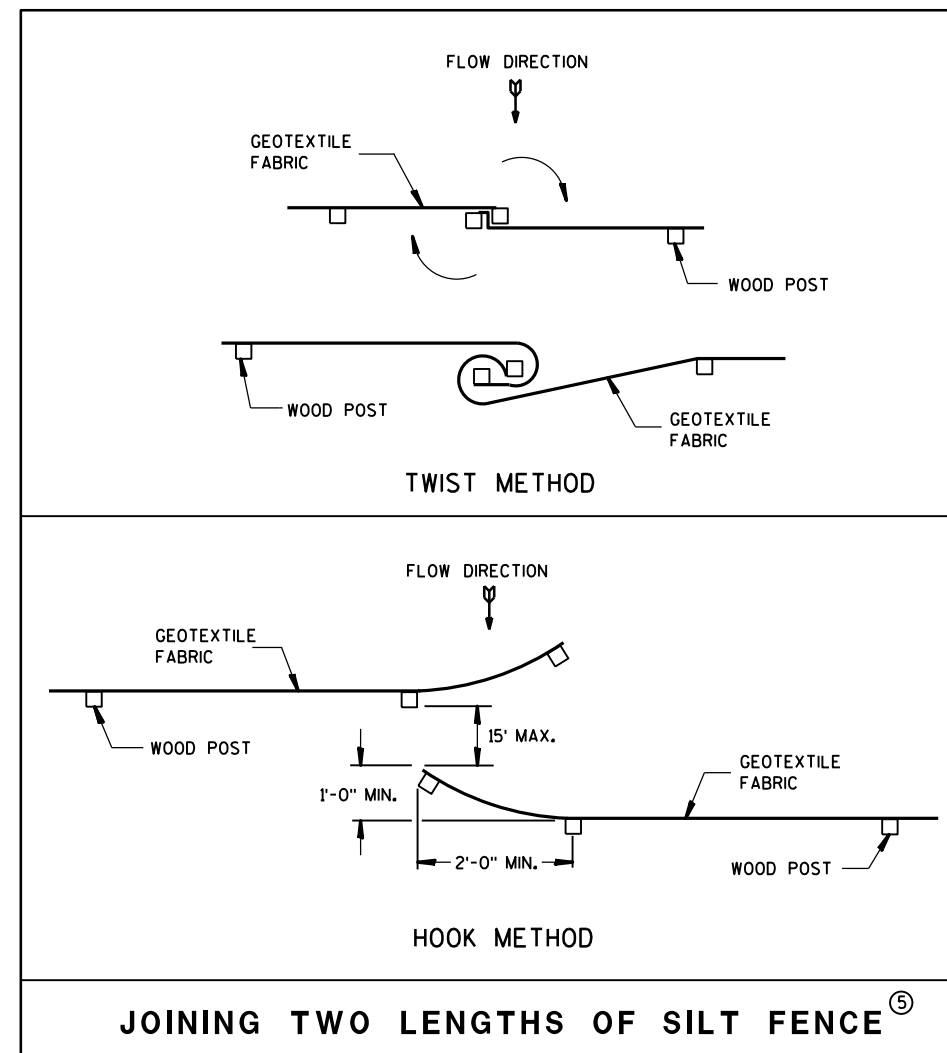 FLOW DIRECTION
GEOTEXTILE
FABRIC
WOOD POST
WOOD POST
GEOTEXTILE
FABRIC
TWIST METHOD
FLOW DIRECTION
GEOTEXTILE
FABRIC
WOOD POST
15' MAX.
1'-0" MIN.
2'-0" MIN.
GEOTEXTILE
FABRIC
WOOD POST
HOOK METHOD
JOINING TWO LENGTHS OF SILT FENCE ⑤